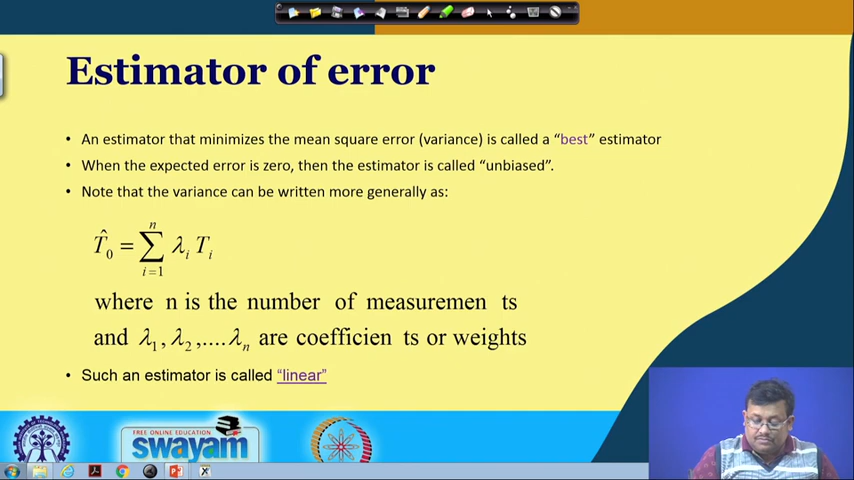 Estimator of error
• An estimator that minimizes the mean square error (variance) is called a “best” estimator
• When the expected error is zero, then the estimator is called “unbiased”.
• Note that the variance can be written more generally as:
T̂₀ = ∑ᵢ₌₁ⁿ λᵢ Tᵢ
where n is the number of measuremen ts
and λ₁, λ₂ ,.... λₙ are coefficien ts or weights
• Such an estimator is called “linear”
FREE ONLINE EDUCATION
swayam